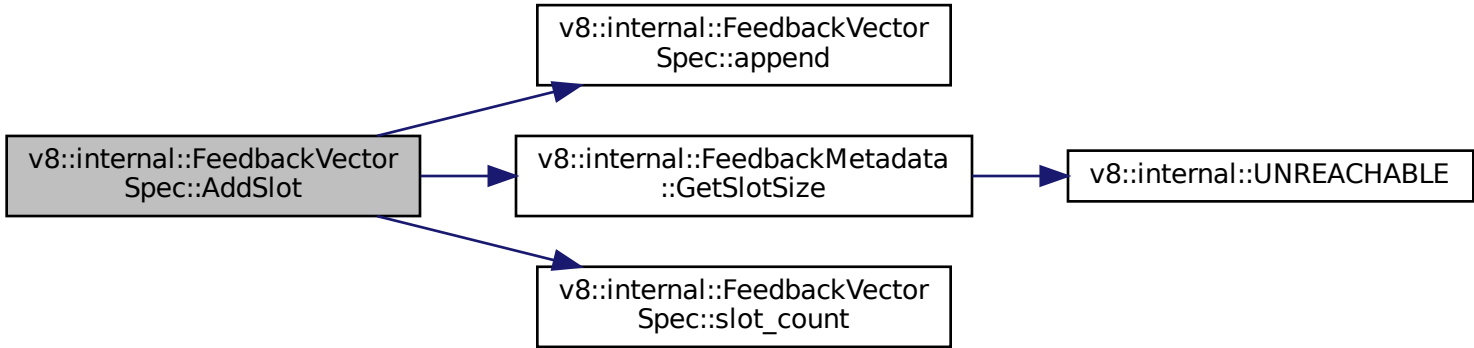 v8::internal::FeedbackVector
Spec::append
v8::internal::FeedbackVector
Spec::AddSlot
v8::internal::FeedbackMetadata
::GetSlotSize
v8::internal::UNREACHABLE
v8::internal::FeedbackVector
Spec::slot_count